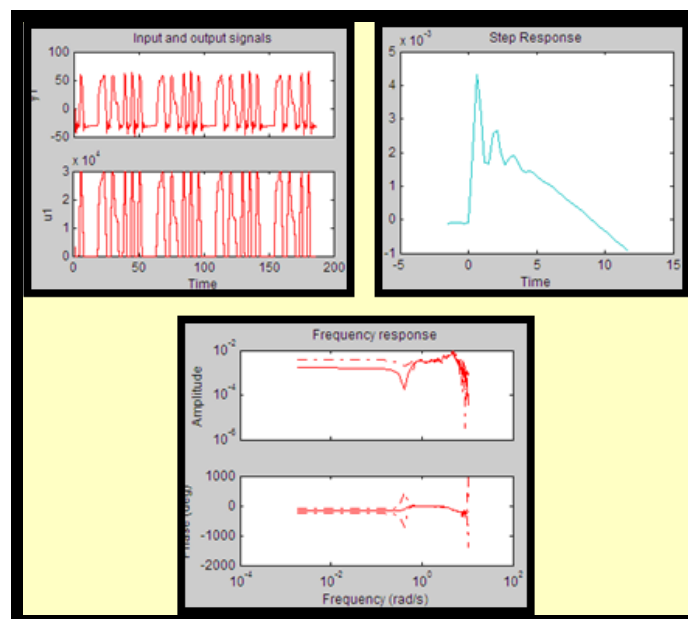 Input and output signals
100
50
0
-50
y1
x 10^4
3
2
1
0
u1
0 50 100 150 200
Time
Step Response
x 10^-3
5
4
3
2
1
0
-1
-5 0 5 10 15
Time
Frequency response
10^-2
10^-4
10^-6
Amplitude
1000
0
-1000
-2000
Phase (deg)
10^-4 10^-2 10^0 10^2
Frequency (rad/s)